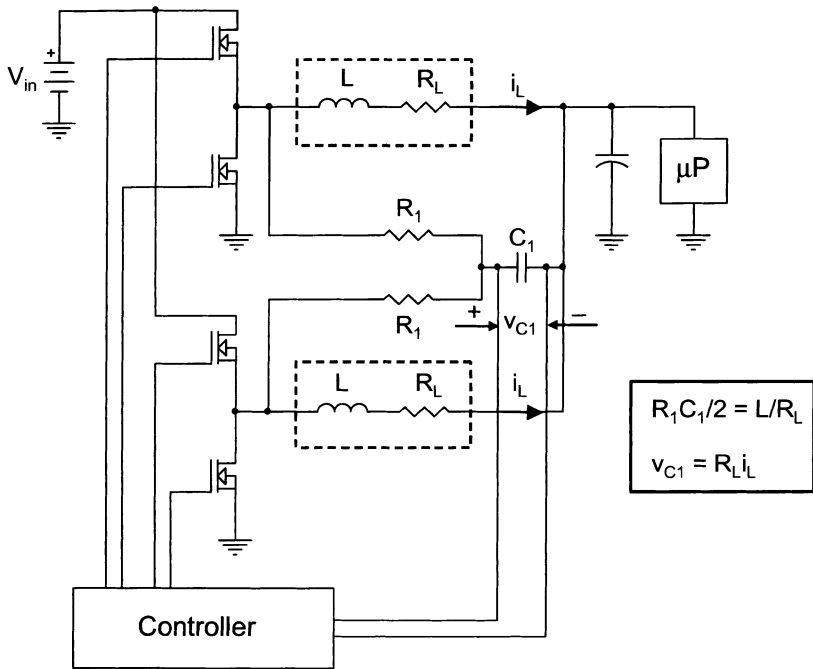 +
V_in
L
R_L
i_L
μP
R_1
C_1
R_1
+
v_C1
−
L
R_L
i_L
R_1C_1/2 = L/R_L
v_C1 = R_Li_L
Controller